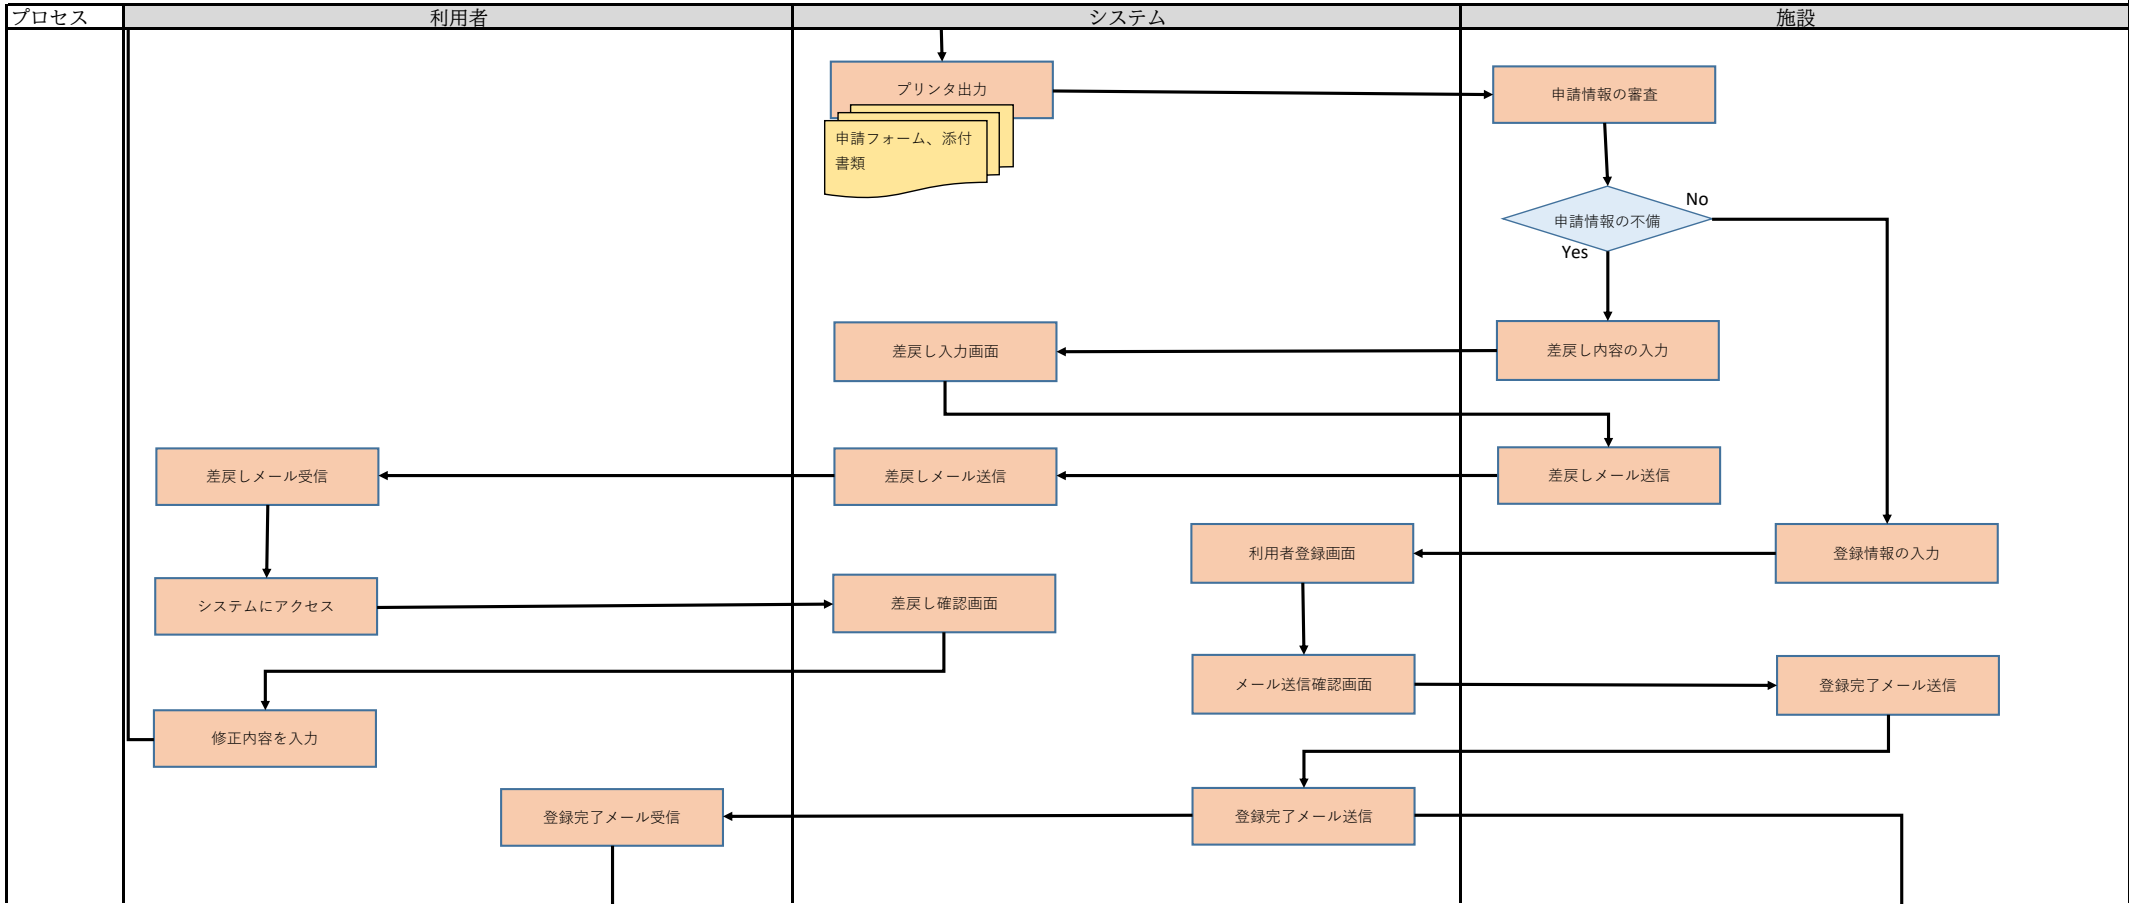 プロセス
利用者
システム
施設
プリンタ出力
申請情報の審査
申請フォーム、添付
書類
No
申請情報の不備
Yes
差戻し入力画面
差戻し内容の入力
差戻しメール受信
差戻しメール送信
差戻しメール送信
利用者登録画面
登録情報の入力
システムにアクセス
差戻し確認画面
メール送信確認画面
登録完了メール送信
修正内容を入力
登録完了メール受信
登録完了メール送信